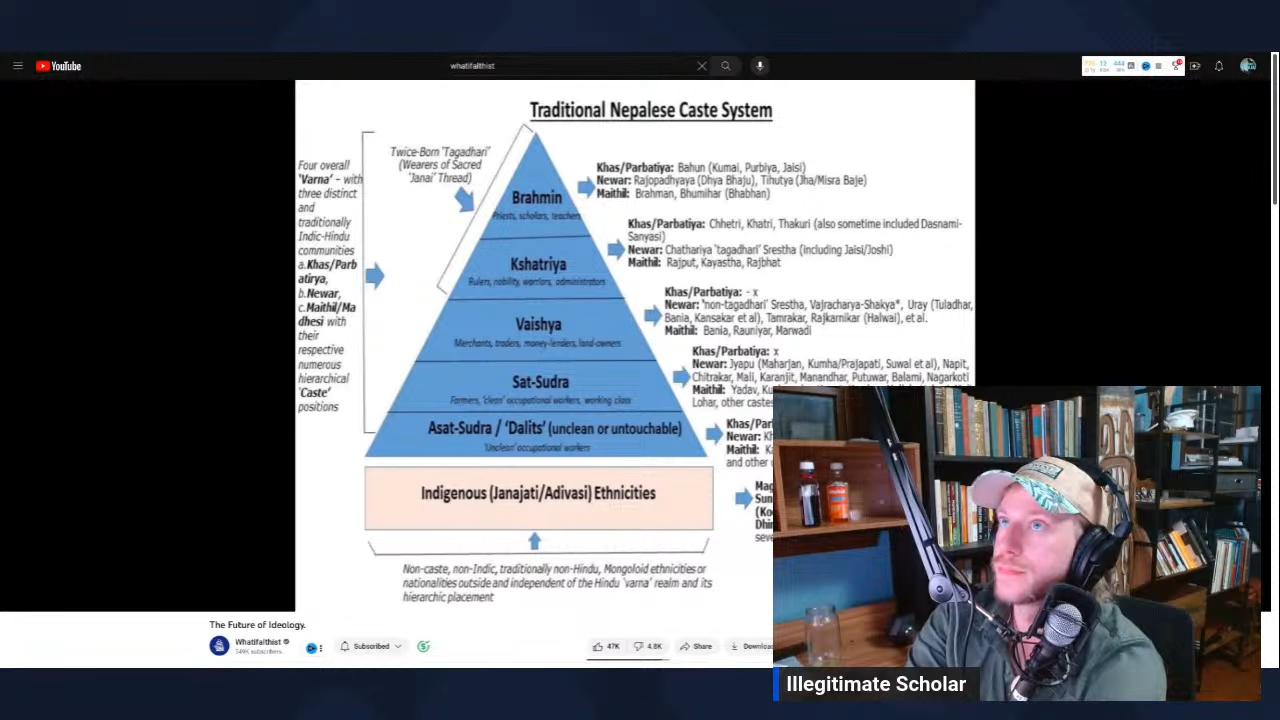 YouTube
whatifalthist
Traditional Nepalese Caste System
Four overall
'Varna' – with
three distinct
and
traditionally
Indic-Hindu
communities
a.Khas/Parb
atirya,
b.Newar,
c.Maithil/Ma
dhesi with
their
respective
numerous
hierarchical
'Caste'
positions
Twice-Born 'Tagadhari'
(Wearers of Sacred
'Janai' Thread)
Brahmin
Priests, scholars, teachers
Khas/Parbatiya: Bahun (Kumai, Purbiya, Jaisi)
Newar: Rajopadhyaya (Dhya Bhaju), Tihutya (Jha/Misra Baje)
Maithil: Brahman, Bhumihar (Bhabhan)
Kshatriya
Rulers, nobility, warriors, administrators
Khas/Parbatiya: Chhetri, Khatri, Thakuri (also sometime included Dasnami-
Sanyasi)
Newar: Chathariya 'tagadhari' Srestha (including Jaisi/Joshi)
Maithil: Rajput, Kayastha, Rajbhat
Vaishya
Merchants, traders, money-lenders, land-owners
Khas/Parbatiya: - x
Newar: 'non-tagadhari' Srestha, Vajracharya-Shakya*, Uray (Tuladhar,
Bania, Kansakar et al), Tamrakar, Rajkarnikar (Halwai), et al.
Maithil: Bania, Rauniyar, Marwadi
Sat-Sudra
Farmers, 'clean' occupational workers, working class
Khas/Parbatiya: x
Newar: Jyapu (Maharjan, Kumha/Prajapati, Suwal et al), Napit,
Chitrakar, Mali, Karanjit, Manandhar, Putuwar, Balami, Nagarkoti
Maithil: Yadav,
Lohar, other castes
Asat-Sudra / 'Dalits' (unclean or untouchable)
'Unclean' occupational workers
Newar:
Maithil:
and other
Indigenous (Janajati/Adivasi) Ethnicities
Non-caste, non-Indic, traditionally non-Hindu, Mongoloid ethnicities or
nationalities outside and independent of the Hindu 'varna' realm and its
hierarchic placement
The Future of Ideology.
Whatifalthist
549K subscribers
Subscribed
47K
4.8K
Share
Illegitimate Scholar